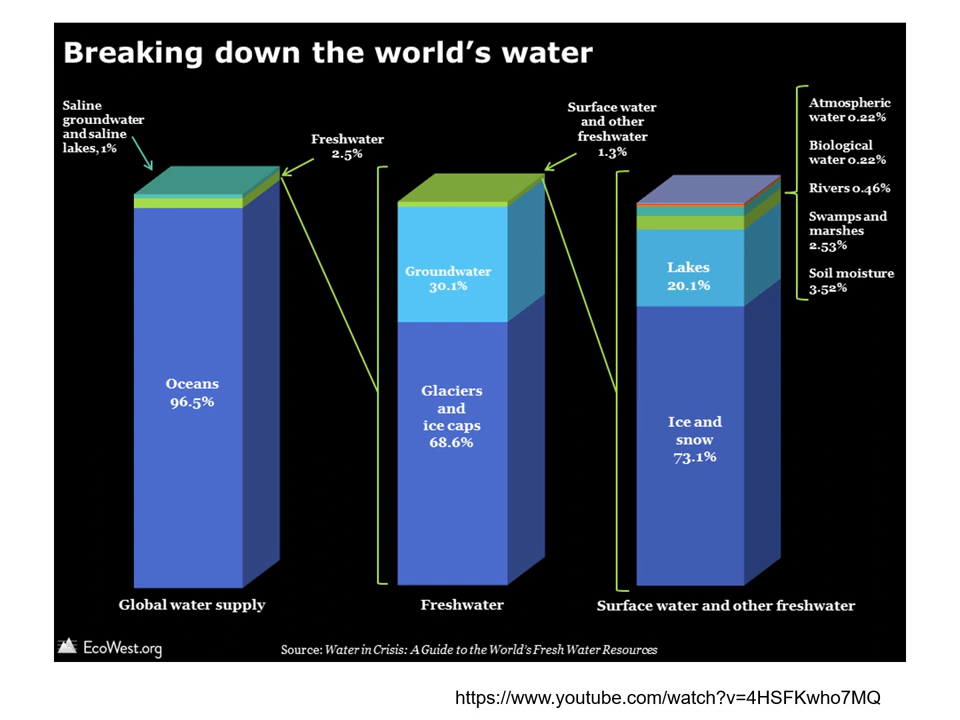 Breaking down the world's water
Saline
groundwater
and saline
lakes, 1%
Freshwater
2.5%
Surface water
and other
freshwater
1.3%
Atmospheric
water 0.22%
Biological
water 0.22%
Rivers 0.46%
Swamps and
marshes
2.53%
Soil moisture
3.52%
Oceans
96.5%
Groundwater
30.1%
Glaciers
and
ice caps
68.6%
Lakes
20.1%
Ice and
snow
73.1%
Global water supply
Freshwater
Surface water and other freshwater
EcoWest.org
Source: Water in Crisis: A Guide to the World's Fresh Water Resources
https://www.youtube.com/watch?v=4HSFKwho7MQ